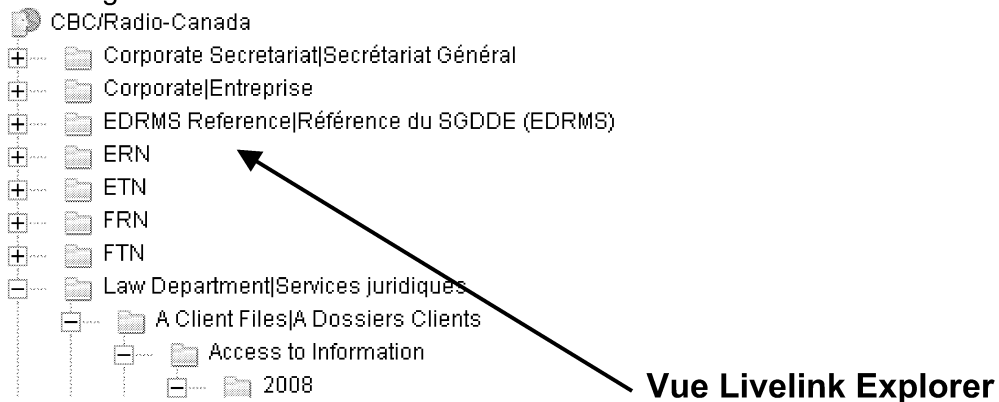 CBC/Radio-Canada
Corporate Secretariat|Secrétariat Général
Corporate|Entreprise
EDRMS Reference|Référence du SGDDE (EDRMS)
ERN
ETN
FRN
FTN
Law Department|Services juridiques
A Client Files|A Dossiers Clients
Access to Information
2008
Vue Livelink Explorer